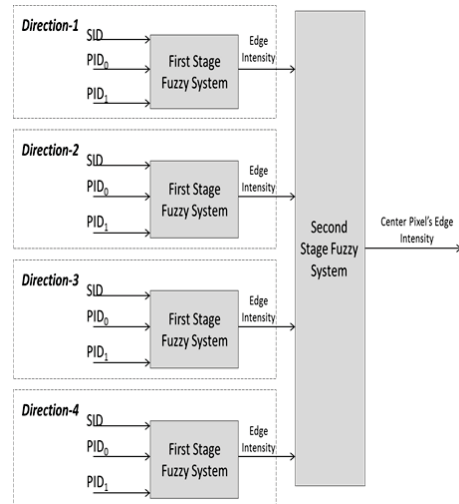 Direction-1
SID
PID₀
PID₁
First Stage
Fuzzy System
Edge
Intensity
Direction-2
SID
PID₀
PID₁
First Stage
Fuzzy System
Edge
Intensity
Direction-3
SID
PID₀
PID₁
First Stage
Fuzzy System
Edge
Intensity
Direction-4
SID
PID₀
PID₁
First Stage
Fuzzy System
Edge
Intensity
Second
Stage Fuzzy
System
Center Pixel's Edge
Intensity